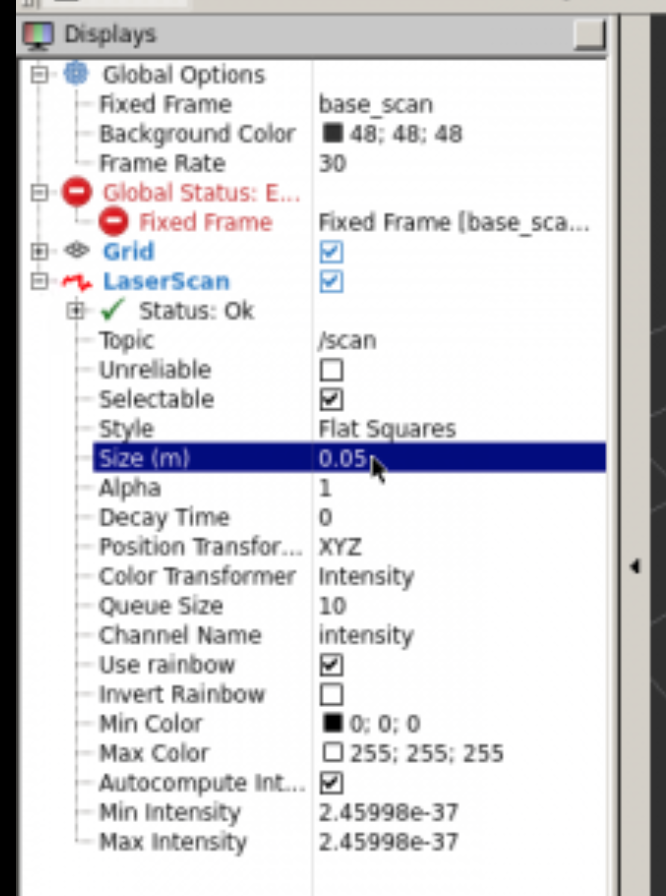 Displays
Global Options
Fixed Frame base_scan
Background Color 48; 48; 48
Frame Rate 30
Global Status: E...
Fixed Frame Fixed Frame [base_sca...
Grid
LaserScan
Status: Ok
Topic /scan
Unreliable
Selectable
Style Flat Squares
Size (m) 0.05
Alpha 1
Decay Time 0
Position Transfor... XYZ
Color Transformer Intensity
Queue Size 10
Channel Name intensity
Use rainbow
Invert Rainbow
Min Color 0; 0; 0
Max Color 255; 255; 255
Autocompute Int...
Min Intensity 2.45998e-37
Max Intensity 2.45998e-37